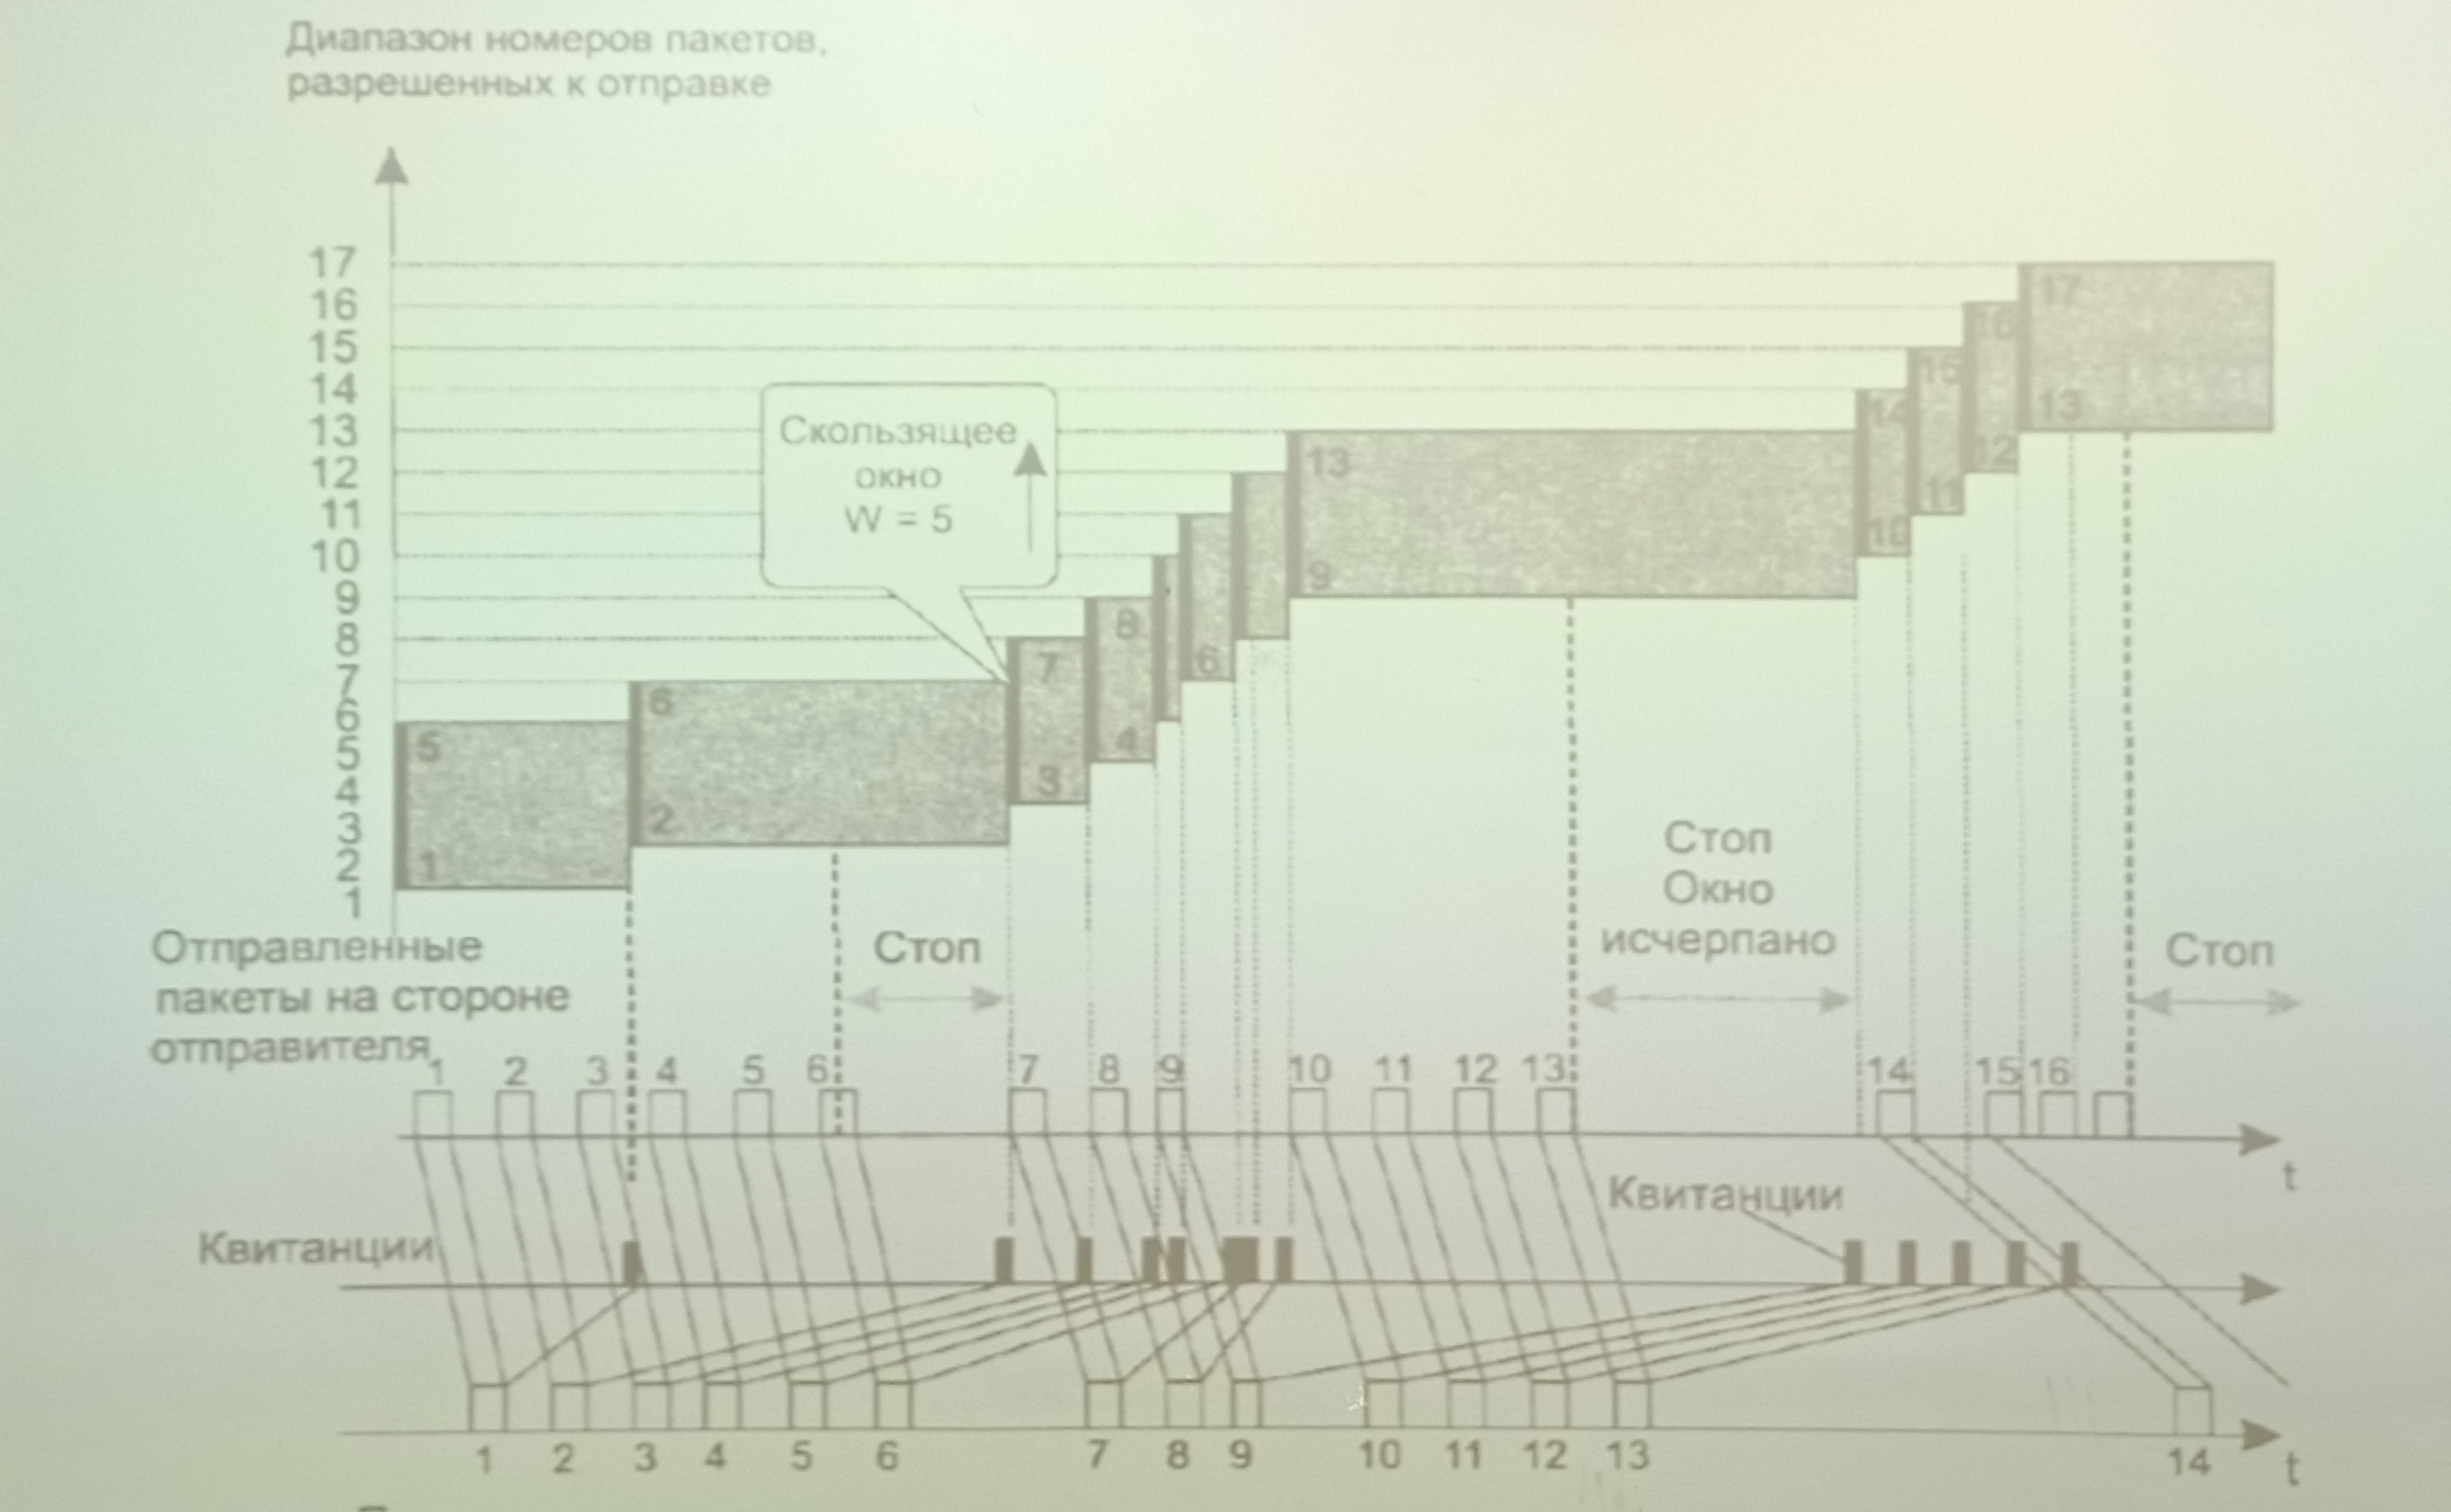 Диапазон номеров пакетов,
разрешенных к отправке
17
16
15
14
13
12
11
10
9
8
7
6
5
4
3
2
1
Скользящее
окно
W = 5
5
1
6
2
7
3
8
4
6
13
9
14
10
15
11
16
12
17
13
Стоп
Стоп
Окно
исчерпано
Стоп
Отправленные
пакеты на стороне
отправителя
1 2 3 4 5 6 7 8 9 10 11 12 13 14 15 16
t
Квитанции
Квитанции
1 2 3 4 5 6 7 8 9 10 11 12 13 14
t